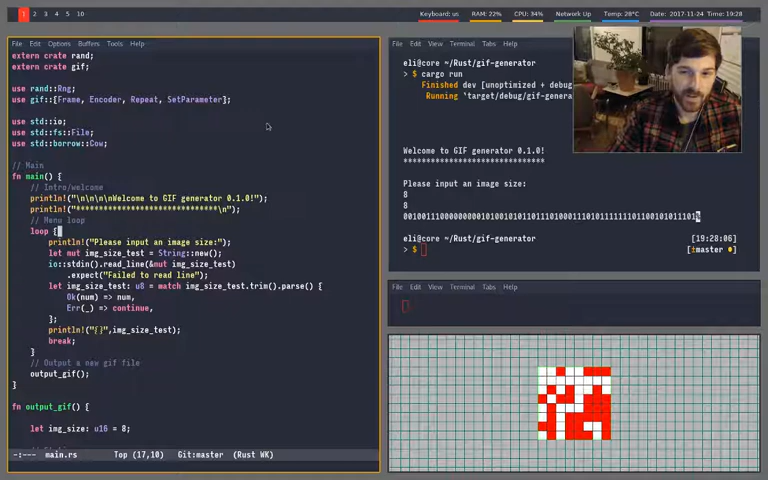 1 2 3 4 5 10
Keyboard: us RAM: 22% CPU: 34% Network Up Temp: 28°C Date: 2017-11-24 Time: 19:28
File Edit Options Buffers Tools Help
extern crate rand;
extern crate gif;
use rand::Rng;
use gif::{Frame, Encoder, Repeat, SetParameter};
use std::io;
use std::fs::File;
use std::borrow::Cow;
// Main
fn main() {
// Intro/welcome
println!("\n\n\n\nWelcome to GIF generator 0.1.0!");
println!("*******************************\n");
// Menu loop
loop {
println!("Please input an image size:");
let mut img_size_test = String::new();
io::stdin().read_line(&mut img_size_test)
.expect("Failed to read line");
let img_size_test: u8 = match img_size_test.trim().parse() {
Ok(num) => num,
Err(_) => continue,
};
println!("{}",img_size_test);
break;
}
// Output a new gif file
output_gif();
}
fn output_gif() {
let img_size: u16 = 8;
-:--- main.rs Top (17,10) Git:master (Rust WK)
File Edit View Terminal Tabs Help
eli@core ~/Rust/gif-generator
> $ cargo run
Finished dev [unoptimized + debug
Running `target/debug/gif-genera
Welcome to GIF generator 0.1.0!
*******************************
Please input an image size:
8
8
eli@core ~/Rust/gif-generator [19:28:06]
> $ [±master ●]
File Edit View Terminal Tabs Help